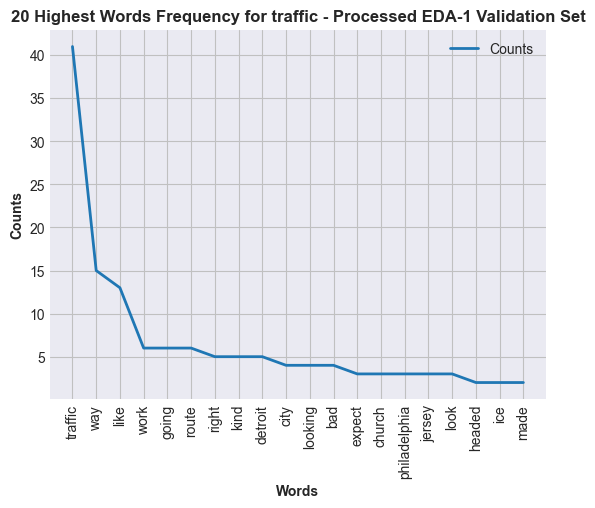 20 Highest Words Frequency for traffic - Processed EDA-1 Validation Set
Counts
40
35
30
25
20
15
10
5
Counts
traffic
way
like
work
going
route
right
kind
detroit
city
looking
bad
expect
church
philadelphia
jersey
look
headed
ice
made
Words